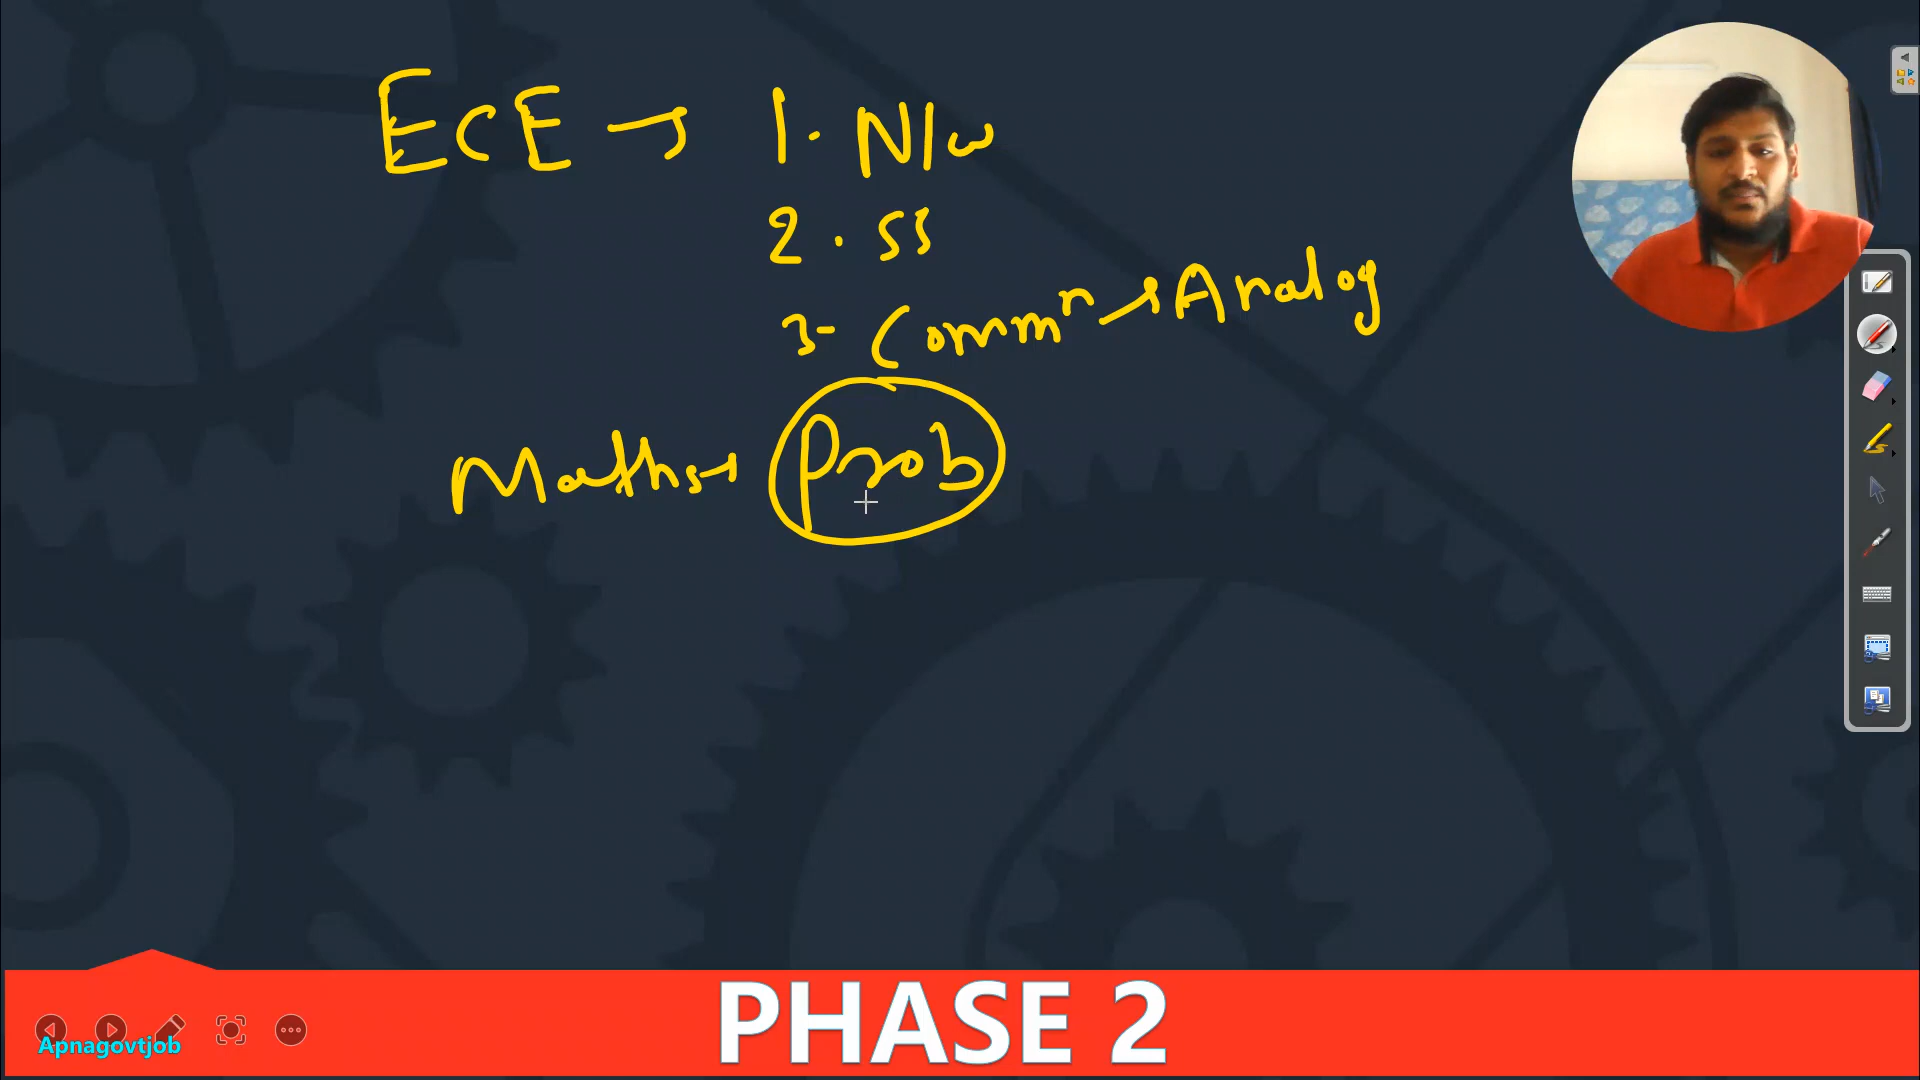 ECE → 1. N/w
2. SS
3- Commⁿ → Analog
Maths → Prob
PHASE 2
Apnagovtjob